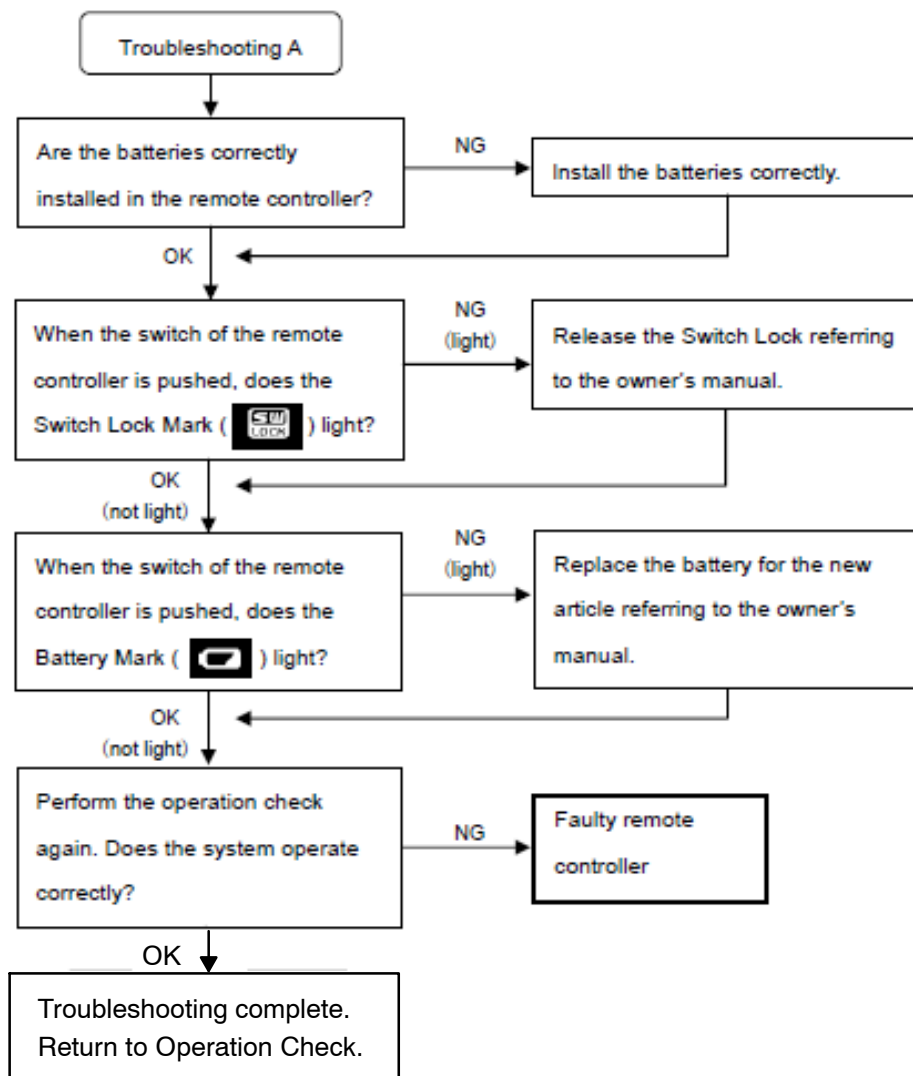 Troubleshooting A
Are the batteries correctly
installed in the remote controller?
NG
Install the batteries correctly.
OK
When the switch of the remote
controller is pushed, does the
Switch Lock Mark ( SW LOCK ) light?
NG
(light)
Release the Switch Lock referring
to the owner's manual.
OK
(not light)
When the switch of the remote
controller is pushed, does the
Battery Mark ( ) light?
NG
(light)
Replace the battery for the new
article referring to the owner's
manual.
OK
(not light)
Perform the operation check
again. Does the system operate
correctly?
NG
Faulty remote
controller
OK
Troubleshooting complete.
Return to Operation Check.